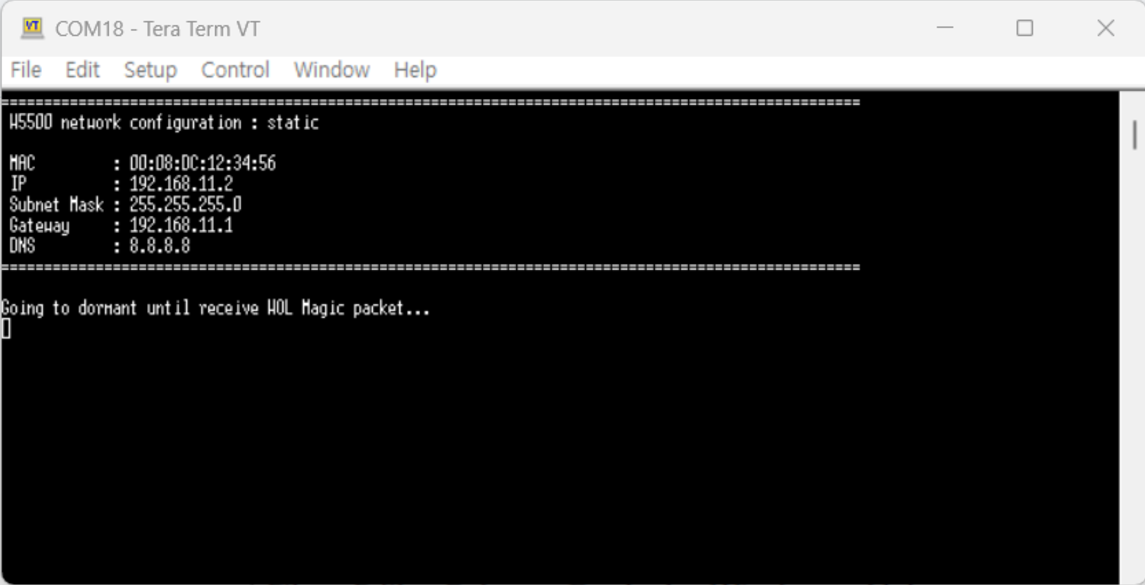 COM18 - Tera Term VT
File Edit Setup Control Window Help
====================================================================================================
W5500 network configuration : static
MAC : 00:08:DC:12:34:56
IP : 192.168.11.2
Subnet Mask : 255.255.255.0
Gateway : 192.168.11.1
DNS : 8.8.8.8
====================================================================================================
Going to dormant until receive WOL Magic packet...